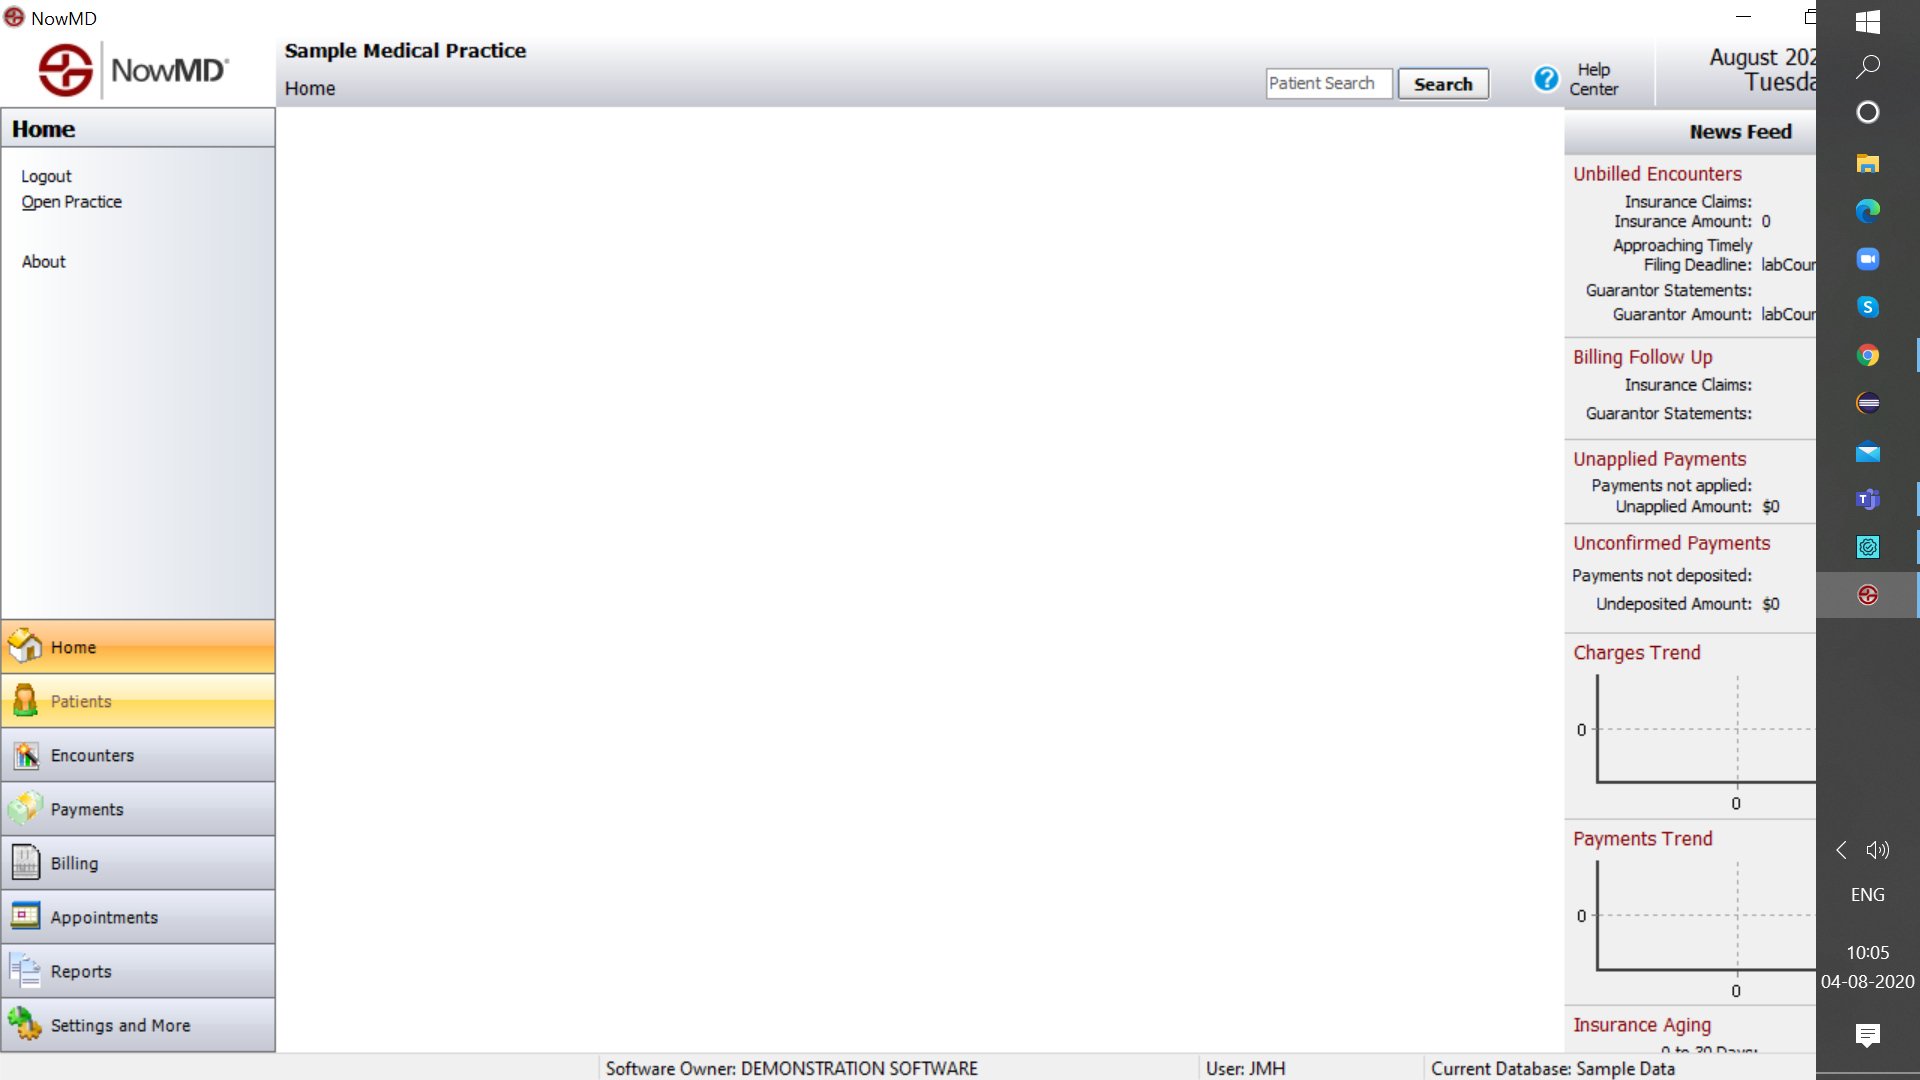 NowMD
NowMD®
Sample Medical Practice
Home
Patient Search
Search
Help
Center
August 202
Tuesda
Home
Logout
Open Practice
About
Home
Patients
Encounters
Payments
Billing
Appointments
Reports
Settings and More
News Feed
Unbilled Encounters
Insurance Claims:
Insurance Amount: 0
Approaching Timely
Filing Deadline: labCour
Guarantor Statements:
Guarantor Amount: labCour
Billing Follow Up
Insurance Claims:
Guarantor Statements:
Unapplied Payments
Payments not applied:
Unapplied Amount: $0
Unconfirmed Payments
Payments not deposited:
Undeposited Amount: $0
Charges Trend
0
0
Payments Trend
0
0
Insurance Aging
0 to 30 Days:
Software Owner: DEMONSTRATION SOFTWARE
User: JMH
Current Database: Sample Data
ENG
10:05
04-08-2020